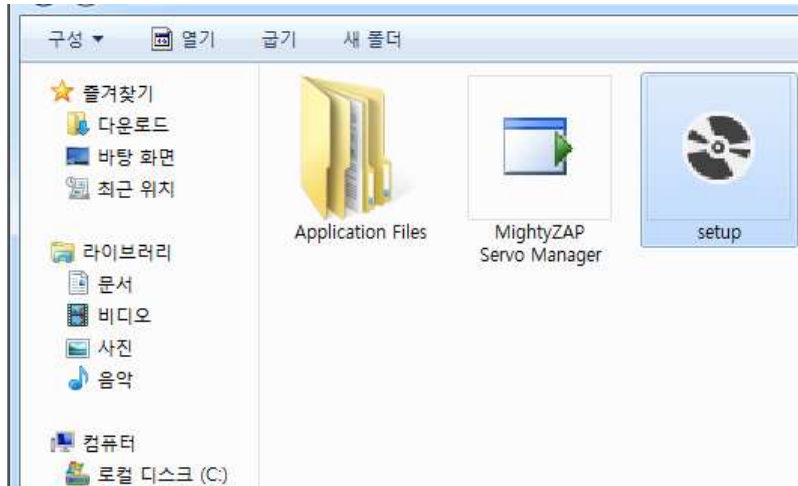 구성 ▼ 열기 굽기 새 폴더
즐겨찾기
다운로드
바탕 화면
최근 위치
라이브러리
문서
비디오
사진
음악
컴퓨터
로컬 디스크 (C:)
Application Files
MightyZAP
Servo Manager
setup